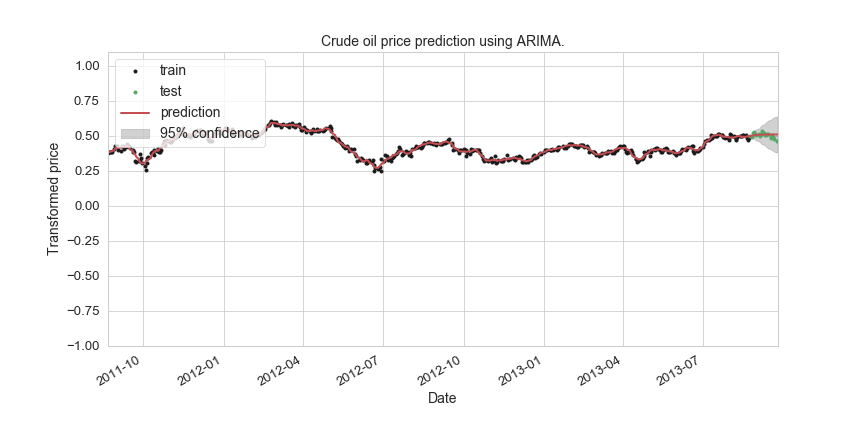 Crude oil price prediction using ARIMA.
train
test
prediction
95% confidence
1.00
0.75
0.50
0.25
0.00
−0.25
−0.50
−0.75
−1.00
Transformed price
2011-10
2012-01
2012-04
2012-07
2012-10
2013-01
2013-04
2013-07
Date